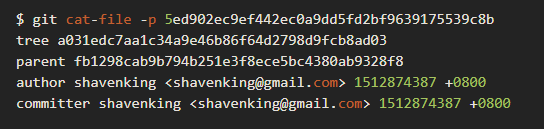 $ git cat-file -p 5ed902ec9ef442ec0a9dd5fd2bf9639175539c8b
tree a031edc7aa1c34a9e46b86f64d2798d9fcb8ad03
parent fb1298cab9b794b251e3f8ece5bc4380ab9328f8
author shavenking <shavenking@gmail.com> 1512874387 +0800
committer shavenking <shavenking@gmail.com> 1512874387 +0800